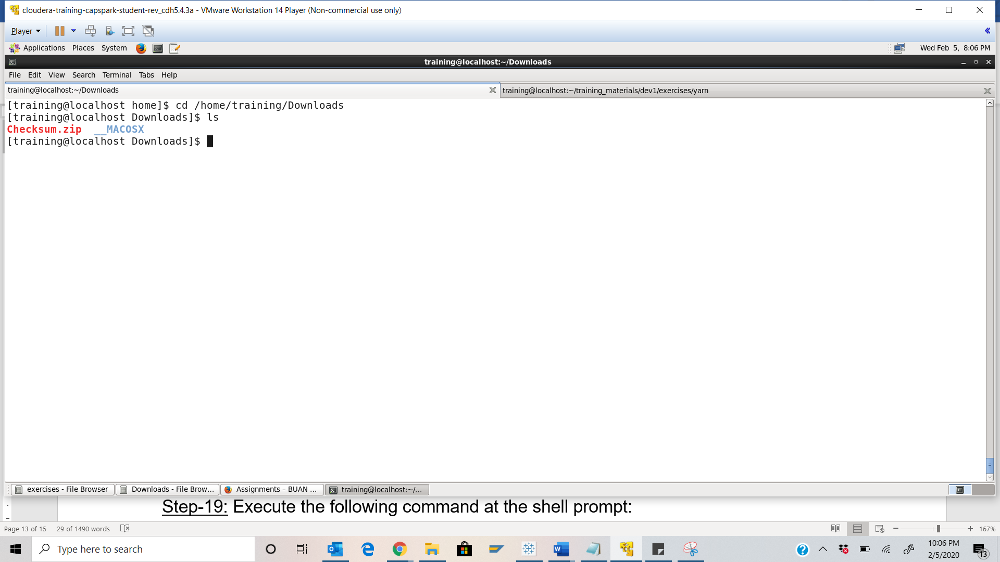 cloudera-training-capspark-student-rev_cdh5.4.3a - VMware Workstation 14 Player (Non-commercial use only)
Player
Applications Places System
Wed Feb 5, 8:06 PM
training@localhost:~/Downloads
File Edit View Search Terminal Tabs Help
training@localhost:~/Downloads
training@localhost:~/training_materials/dev1/exercises/yarn
[training@localhost home]$ cd /home/training/Downloads
[training@localhost Downloads]$ ls
Checksum.zip __MACOSX
[training@localhost Downloads]$
exercises - File Browser
Downloads - File Brow...
Assignments – BUAN ...
training@localhost:~/...
Step-19: Execute the following command at the shell prompt:
Page 13 of 15 29 of 1490 words
167%
Type here to search
10:06 PM
2/5/2020
13